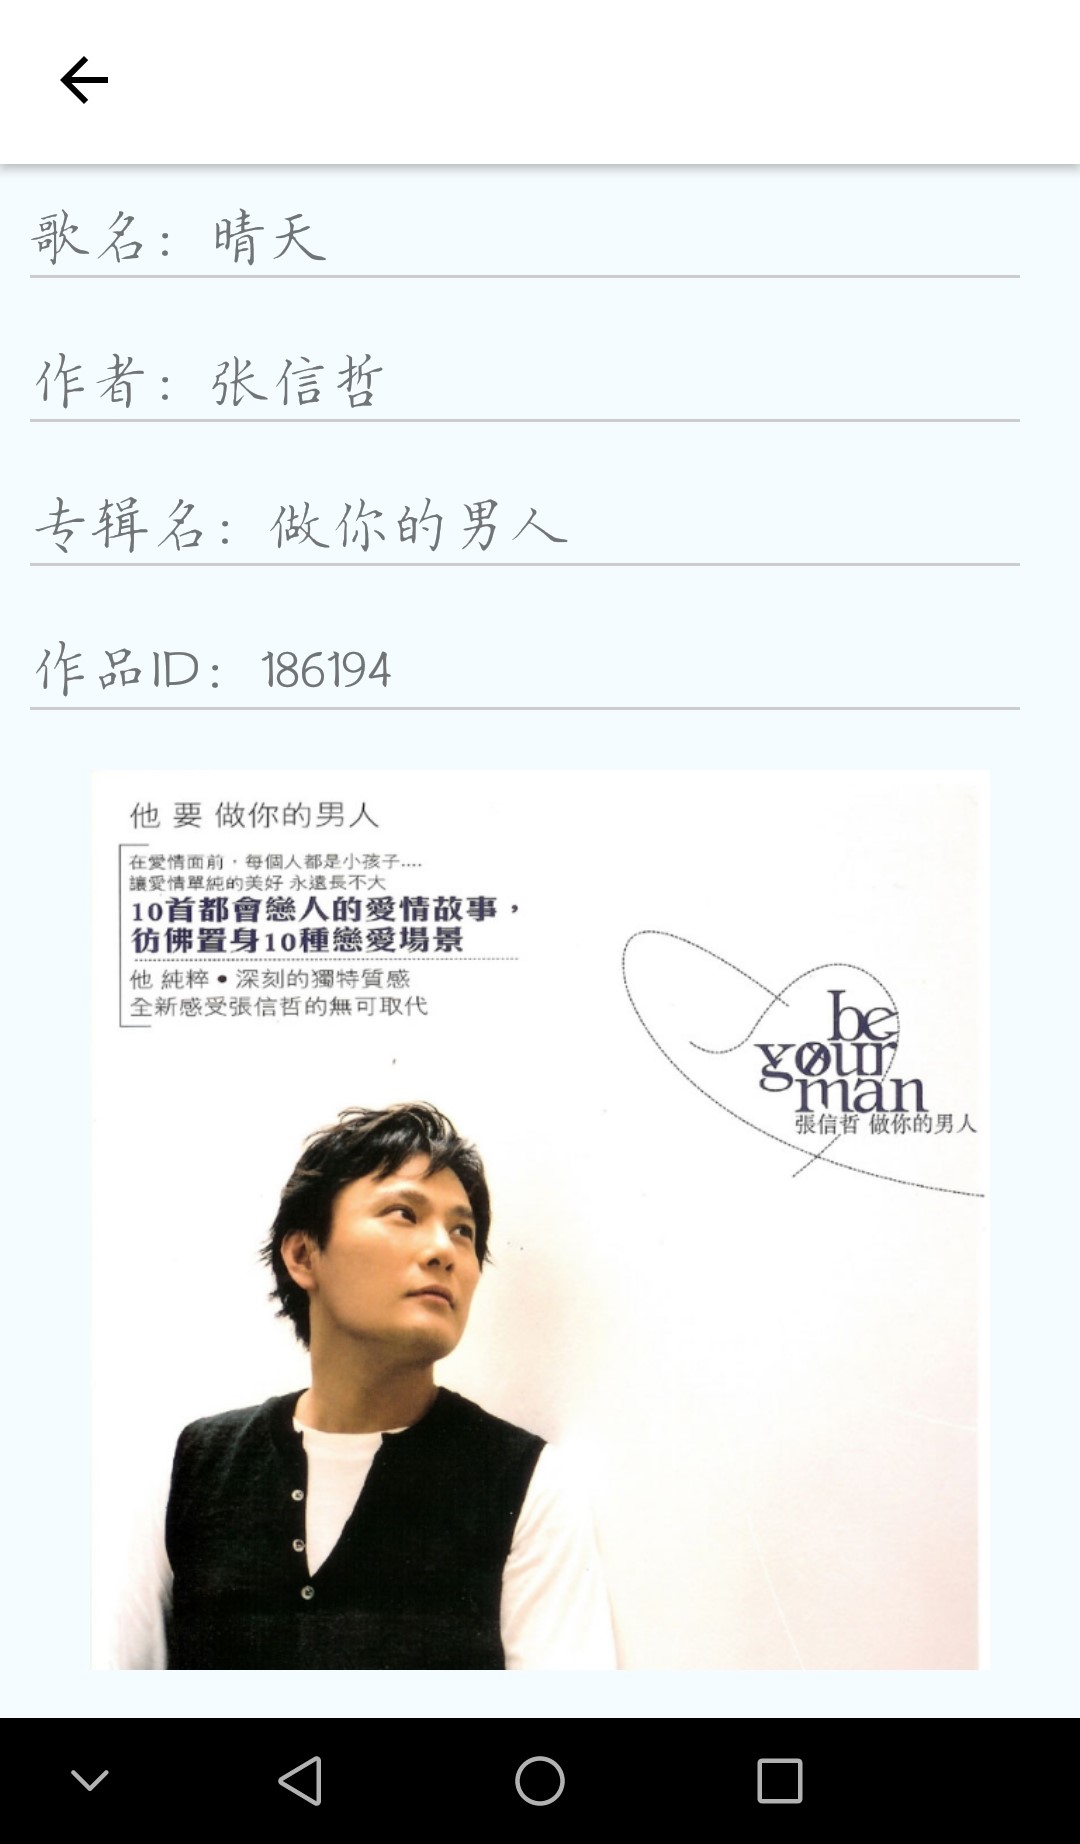 歌名：晴天
作者：张信哲
专辑名：做你的男人
作品ID：186194
他 要 做你的男人
在愛情面前，每個人都是小孩子....
讓愛情單純的美好 永遠長不大
10首都會戀人的愛情故事，
彷彿置身10種戀愛場景
他 純粹•深刻的獨特質感
全新感受張信哲的無可取代
be
your
man
張信哲 做你的男人